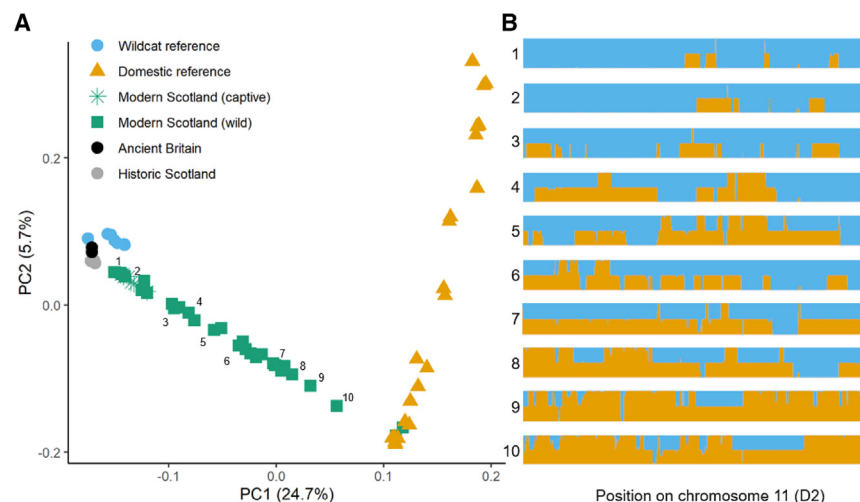 A
Wildcat reference
Domestic reference
Modern Scotland (captive)
Modern Scotland (wild)
Ancient Britain
Historic Scotland
PC2 (5.7%)
0.2
0.0
-0.2
1
2
3
4
5
6
7
8
9
10
-0.1
0.0
0.1
0.2
PC1 (24.7%)
B
1
2
3
4
5
6
7
8
9
10
Position on chromosome 11 (D2)